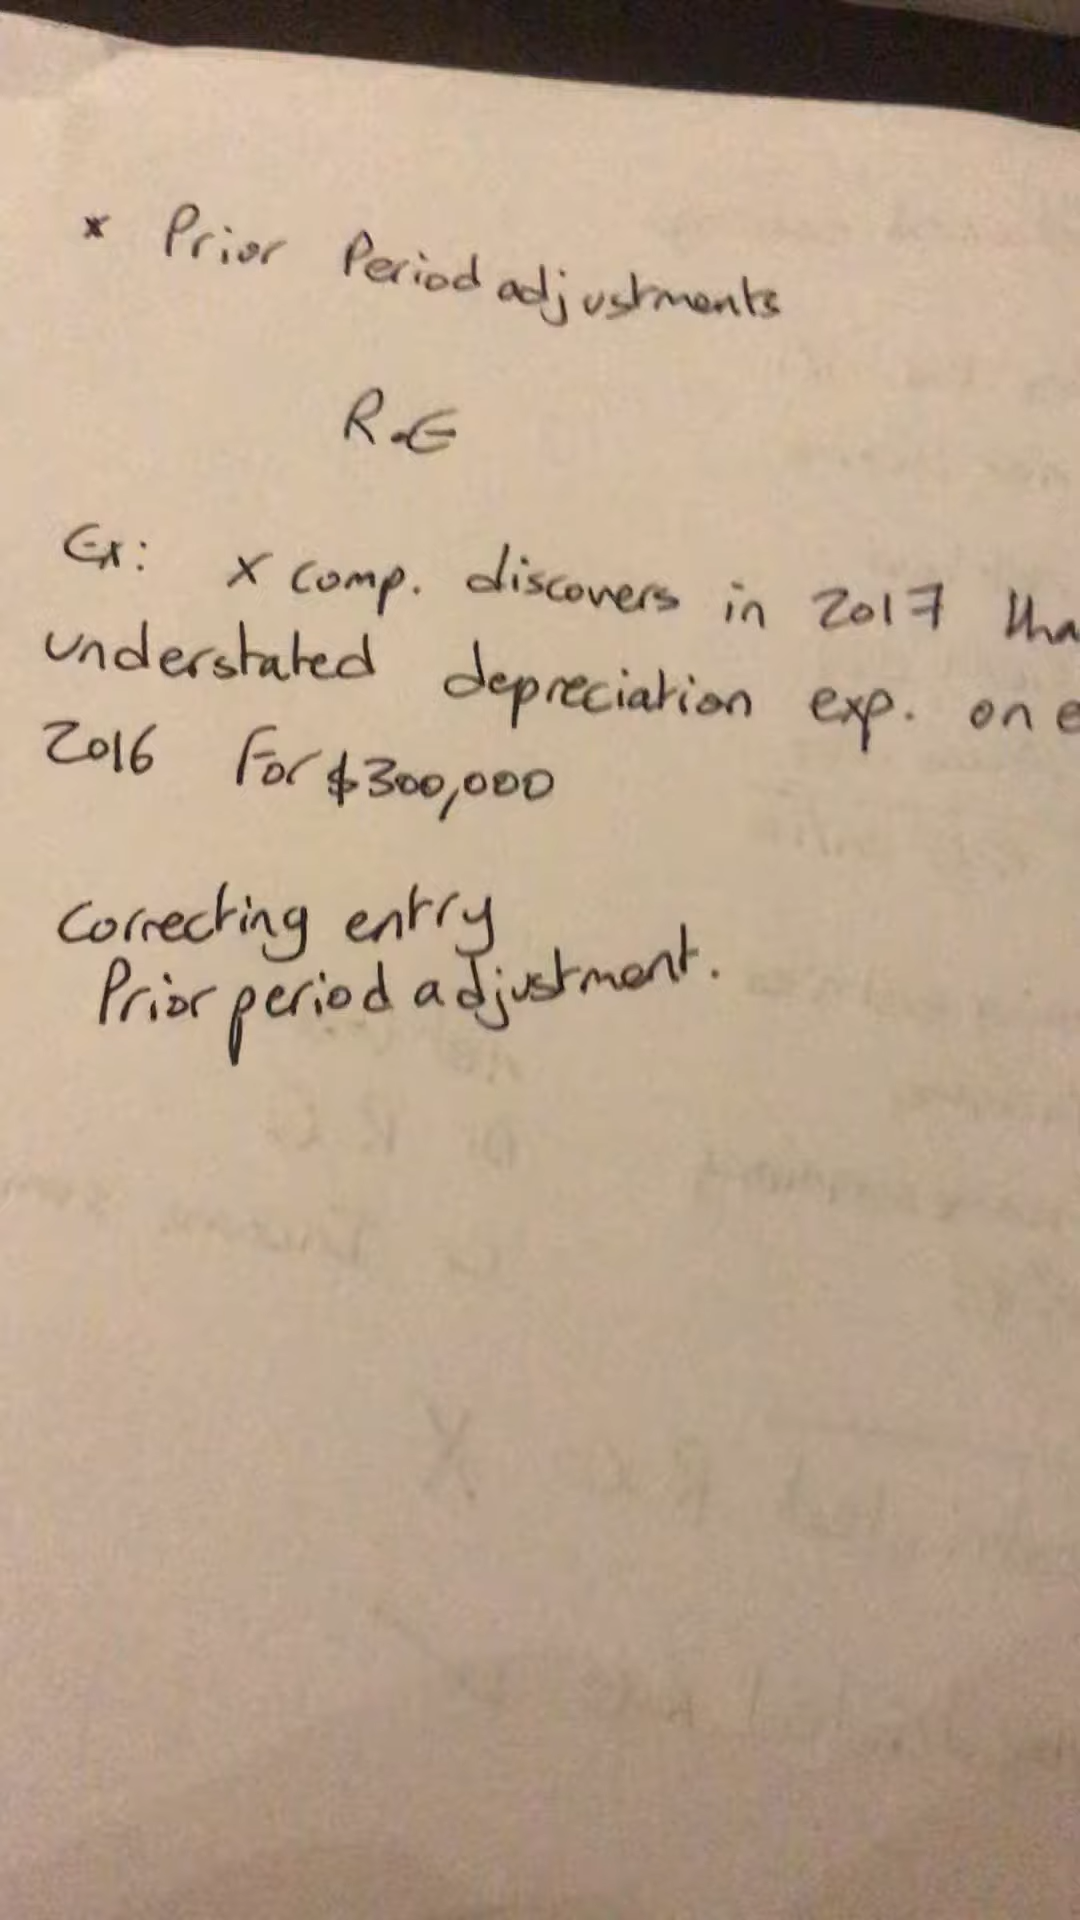 * Prior Period adjustments
R.E
Ex: X comp. discovers in 2017 tha
understated depreciation exp. on e
2016 For $300,000
Correcting entry
Prior period adjustment.